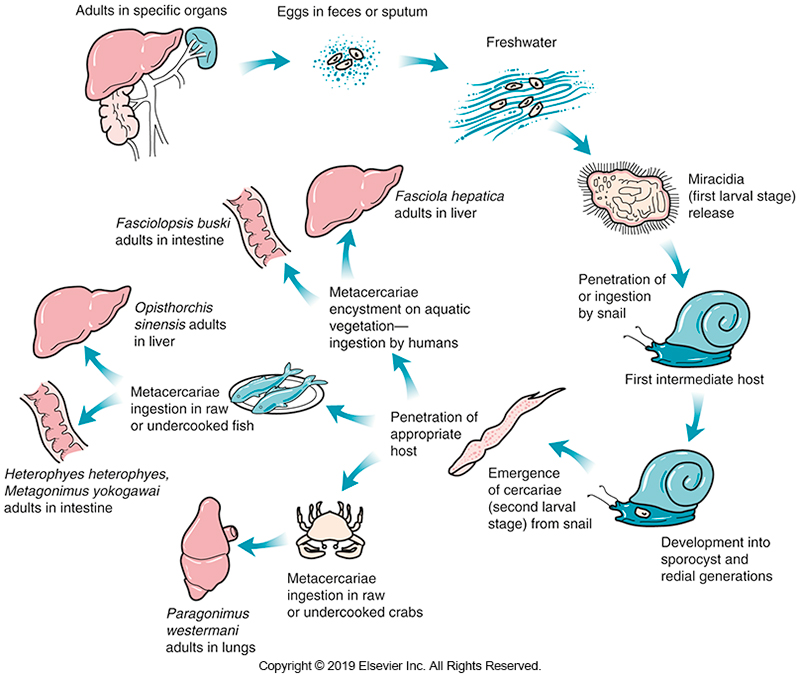 Adults in specific organs
Eggs in feces or sputum
Freshwater
Miracidia
(first larval stage)
release
Penetration of
or ingestion
by snail
First intermediate host
Development into
sporocyst and
redial generations
Emergence
of cercariae
(second larval
stage) from snail
Penetration of
appropriate
host
Metacercariae
encystment on aquatic
vegetation—
ingestion by humans
Fasciola hepatica
adults in liver
Fasciolopsis buski
adults in intestine
Metacercariae
ingestion in raw
or undercooked fish
Opisthorchis
sinensis adults
in liver
Heterophyes heterophyes,
Metagonimus yokogawai
adults in intestine
Metacercariae
ingestion in raw
or undercooked crabs
Paragonimus
westermani
adults in lungs
Copyright © 2019 Elsevier Inc. All Rights Reserved.